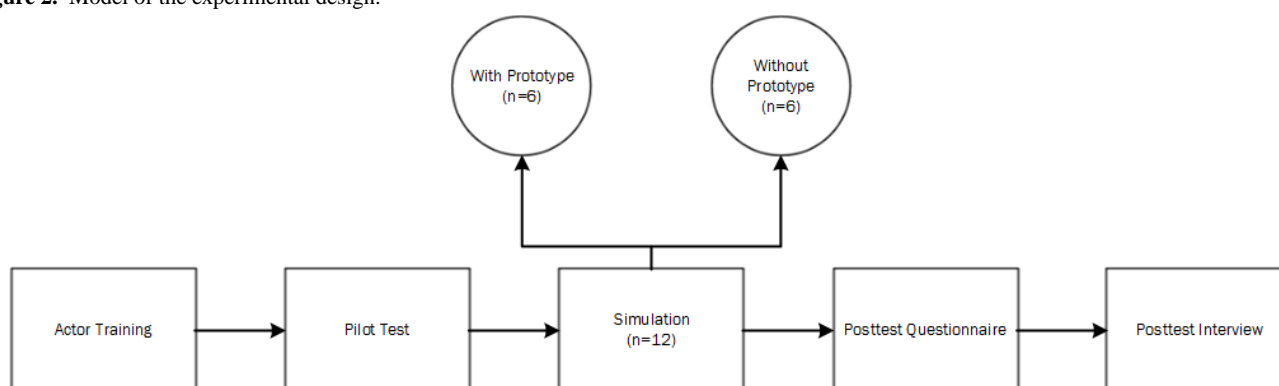 gure 2. Model of the experimental design.
With Prototype
(n=6)
Without
Prototype
(n=6)
Actor Training
Pilot Test
Simulation
(n=12)
Posttest Questionnaire
Posttest Interview